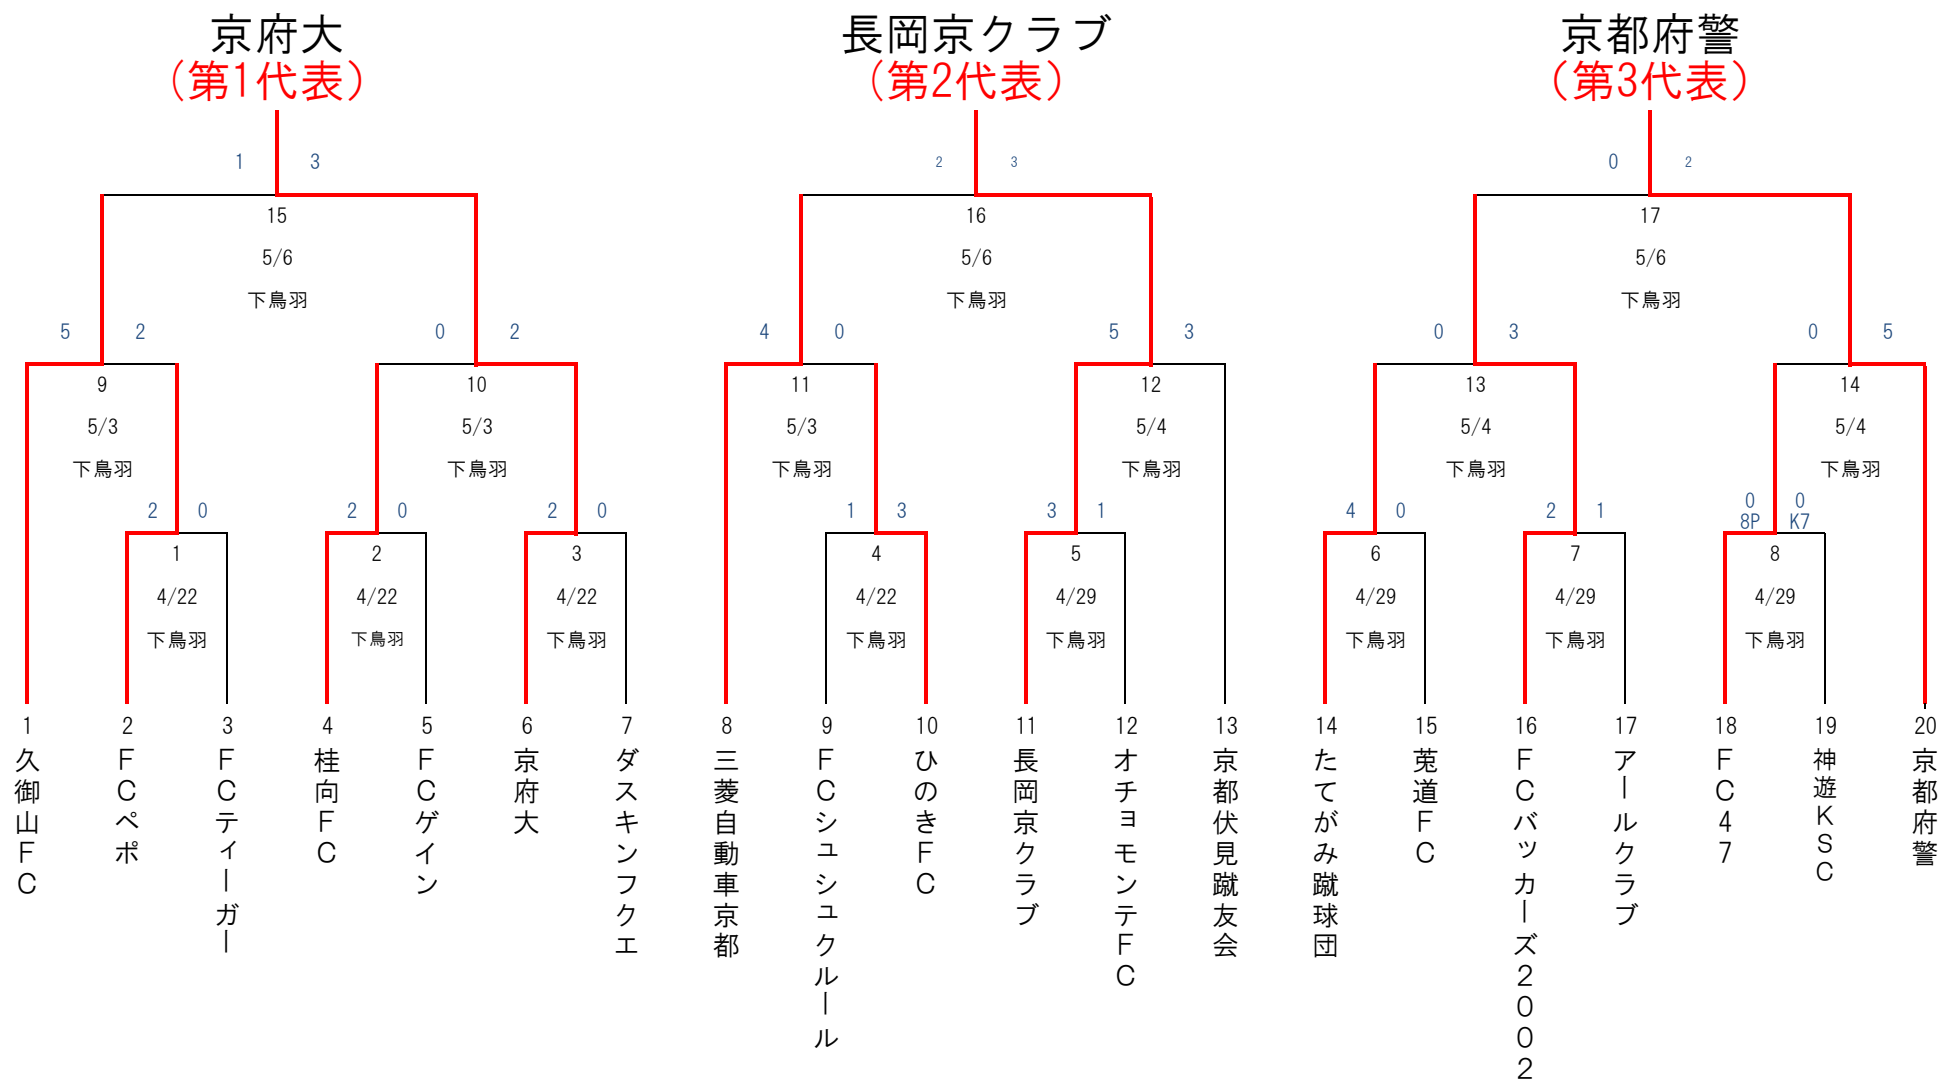 京府大 長岡京クラブ 京都府警
（第1代表） （第2代表） （第3代表）
1 3 2 3 0 2
15 16 17
5/6 5/6 5/6
下鳥羽 下鳥羽 下鳥羽
5 2 0 2 4 0 5 3 0 3 0 5
9 10 11 12 13 14
5/3 5/3 5/3 5/4 5/4 5/4
下鳥羽 下鳥羽 下鳥羽 下鳥羽 下鳥羽 下鳥羽
2 0 2 0 2 0 1 3 3 1 4 0 2 1 0 0
8P K7
1 2 3 4 5 6 7 8
4/22 4/22 4/22 4/22 4/29 4/29 4/29 4/29
下鳥羽 下鳥羽 下鳥羽 下鳥羽 下鳥羽 下鳥羽 下鳥羽 下鳥羽
1 2 3 4 5 6 7 8 9 10 11 12 13 14 15 16 17 18 19 20
久御山ＦＣ
ＦＣペポ
ＦＣティーガー
桂向ＦＣ
ＦＣゲイン
京府大
ダスキンフクエ
三菱自動車京都
ＦＣシュシュクルール
ひのきＦＣ
長岡京クラブ
オチョモンテＦＣ
京都伏見蹴友会
たてがみ蹴球団
莵道ＦＣ
ＦＣバッカーズ２００２
アールクラブ
ＦＣ４７
神遊ＫＳＣ
京都府警